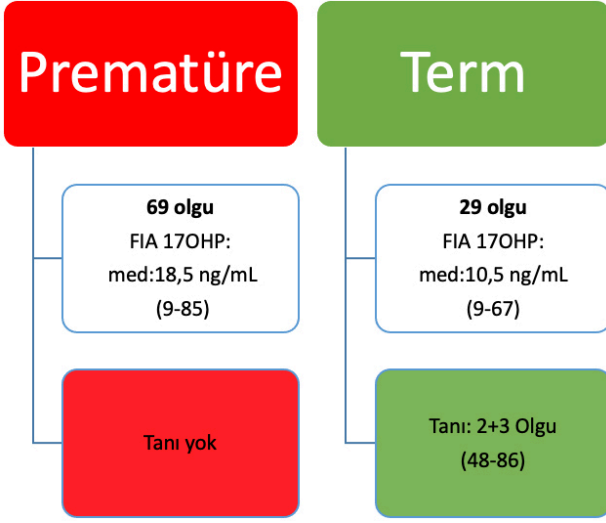 Prematüre
69 olgu
FIA 17OHP:
med:18,5 ng/mL
(9-85)
Tanı yok
Term
29 olgu
FIA 17OHP:
med:10,5 ng/mL
(9-67)
Tanı: 2+3 Olgu
(48-86)